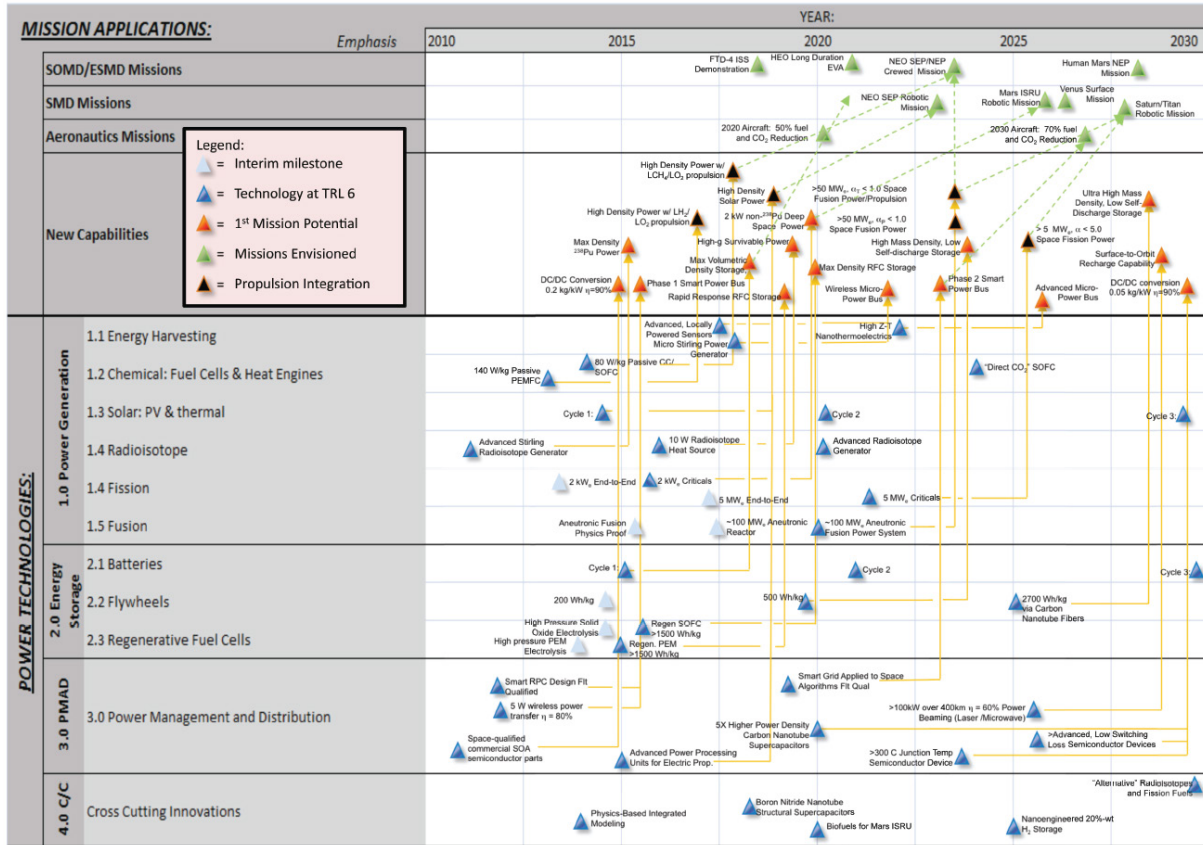 MISSION APPLICATIONS:
Emphasis
YEAR:
2010
2015
2020
2025
2030
SOMD/ESMD Missions
FTD-4 ISS
Demonstration
HEO Long Duration
EVA
NEO SEP/NEP
Crewed Mission
Human Mars NEP
Mission
SMD Missions
NEO SEP Robotic
Mission
Mars ISRU
Robotic Mission
Venus Surface
Mission
Saturn/Titan
Robotic Mission
Aeronautics Missions
2020 Aircraft: 50% fuel
and CO₂ Reduction
2030 Aircraft: 70% fuel
and CO₂ Reduction
Legend:
= Interim milestone
= Technology at TRL 6
= 1st Mission Potential
= Missions Envisioned
= Propulsion Integration
New Capabilities
High Density Power w/
LCH₄/LO₂ propulsion
High Density
Solar Power
>50 MWₑ, α_T < 1.0 Space
Fusion Power/Propulsion
Ultra High Mass
Density, Low Self-
Discharge Storage
High Density Power w/ LH₂/
LO₂ propulsion
2 kW non-²³⁸Pu Deep
Space Power
>50 MWₑ, α_P < 1.0
Space Fusion Power
> 5 MWₑ, α < 5.0
Space Fission Power
Max Density
²³⁸Pu Power
High-g Survivable Power
High Mass Density, Low
Self-discharge Storage
Surface-to-Orbit
Recharge Capability
Max Volumetric
Density Storage,
Max Density RFC Storage
DC/DC Conversion
0.2 kg/kW η=90%
Phase 1 Smart Power Bus
Rapid Response RFC Storage
Wireless Micro-
Power Bus
Phase 2 Smart
Power Bus
Advanced Micro-
Power Bus
DC/DC conversion
0.05 kg/kW η=90%
POWER TECHNOLOGIES:
1.0 Power Generation
1.1 Energy Harvesting
Advanced, Locally
Powered Sensors
Micro Stirling Power
Generator
High Z-T
Nanothermoelectrics
1.2 Chemical: Fuel Cells & Heat Engines
140 W/kg Passive
PEMFC
80 W/kg Passive CC/
SOFC
"Direct CO₂" SOFC
1.3 Solar: PV & thermal
Cycle 1:
Cycle 2
Cycle 3:
1.4 Radioisotope
Advanced Stirling
Radioisotope Generator
10 W Radioisotope
Heat Source
Advanced Radioisotope
Generator
1.4 Fission
2 kWₑ End-to-End
2 kWₑ Criticals
5 MWₑ End-to-End
5 MWₑ Criticals
1.5 Fusion
Aneutronic Fusion
Physics Proof
~100 MWₑ Aneutronic
Reactor
~100 MWₑ Aneutronic
Fusion Power System
2.0 Energy
Storage
2.1 Batteries
Cycle 1:
Cycle 2
Cycle 3:
2.2 Flywheels
200 Wh/kg
500 Wh/kg
2700 Wh/kg
via Carbon
Nanotube Fibers
2.3 Regenerative Fuel Cells
High Pressure Solid
Oxide Electrolysis
High pressure PEM
Electrolysis
Regen SOFC
>1500 Wh/kg
Regen. PEM
>1500 Wh/kg
3.0 PMAD
3.0 Power Management and Distribution
Smart RPC Design Flt
Qualified
5 W wireless power
transfer η = 80%
Space-qualified
commercial SOA
semiconductor parts
Advanced Power Processing
Units for Electric Prop.
Smart Grid Applied to Space
Algorithms Flt Qual
5X Higher Power Density
Carbon Nanotube
Supercapacitors
>100kW over 400km η = 60% Power
Beaming (Laser /Microwave)
>Advanced, Low Switching
Loss Semiconductor Devices
>300 C Junction Temp
Semiconductor Device
4.0 C/C
Cross Cutting Innovations
Physics-Based Integrated
Modeling
Boron Nitride Nanotube
Structural Supercapacitors
Biofuels for Mars ISRU
Nanoengineered 20%-wt
H₂ Storage
"Alternative" Radioisotopes
and Fission Fuels